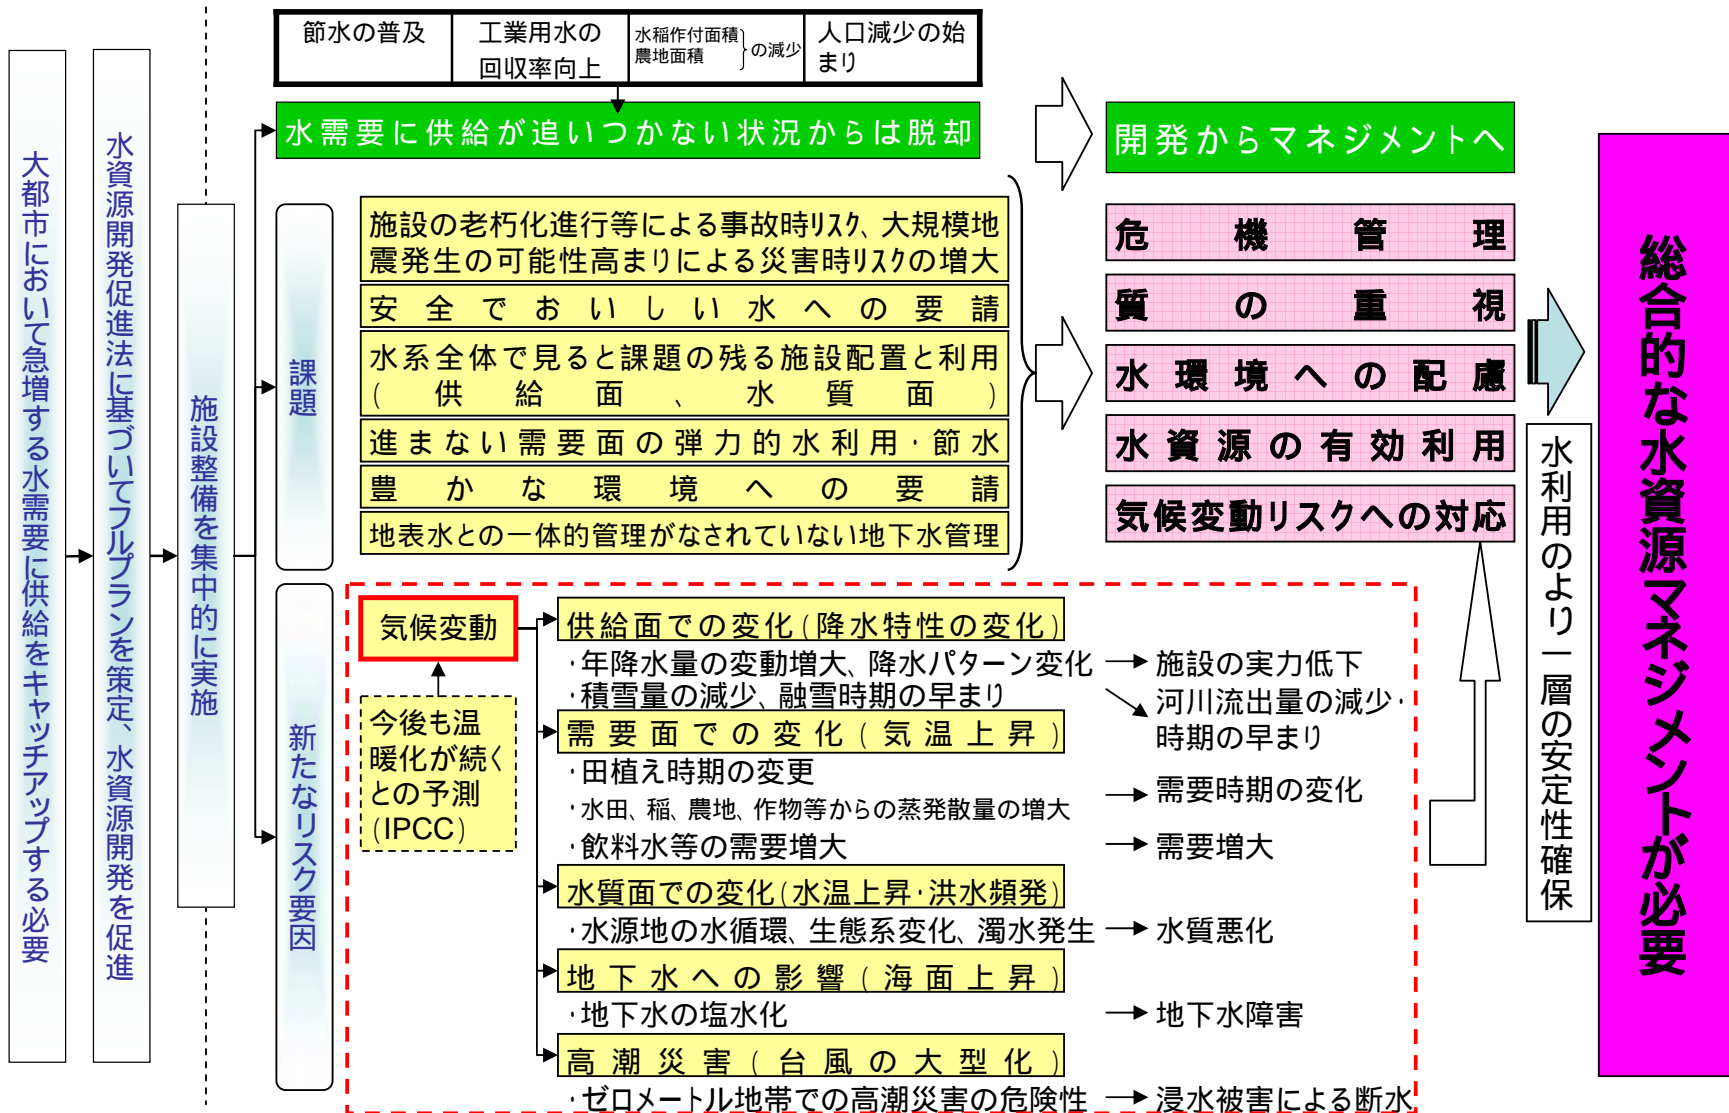 大都市において急増する水需要に供給をキャッチアップする必要
水資源開発促進法に基づいてフルプランを策定、水資源開発を促進
施設整備を集中的に実施
節水の普及
工業用水の
回収率向上
水稲作付面積
農地面積
}の減少
人口減少の始
まり
水需要に供給が追いつかない状況からは脱却
開発からマネジメントへ
課題
施設の老朽化進行等による事故時リスク、大規模地
震発生の可能性高まりによる災害時リスクの増大
安全でおいしい水への要請
水系全体で見ると課題の残る施設配置と利用
(供給面、水質面)
進まない需要面の弾力的水利用・節水
豊かな環境への要請
地表水との一体的管理がなされていない地下水管理
危機管理
質の重視
水環境への配慮
水資源の有効利用
気候変動リスクへの対応
新たなリスク要因
気候変動
今後も温
暖化が続く
との予測
(IPCC)
供給面での変化(降水特性の変化)
・年降水量の変動増大、降水パターン変化
施設の実力低下
・積雪量の減少、融雪時期の早まり
河川流出量の減少・
時期の早まり
需要面での変化(気温上昇)
・田植え時期の変更
・水田、稲、農地、作物等からの蒸発散量の増大
需要時期の変化
・飲料水等の需要増大
需要増大
水質面での変化(水温上昇・洪水頻発)
・水源地の水循環、生態系変化、濁水発生
水質悪化
地下水への影響(海面上昇)
・地下水の塩水化
地下水障害
高潮災害(台風の大型化)
・ゼロメートル地帯での高潮災害の危険性
浸水被害による断水
水利用のより一層の安定性確保
総合的な水資源マネジメントが必要